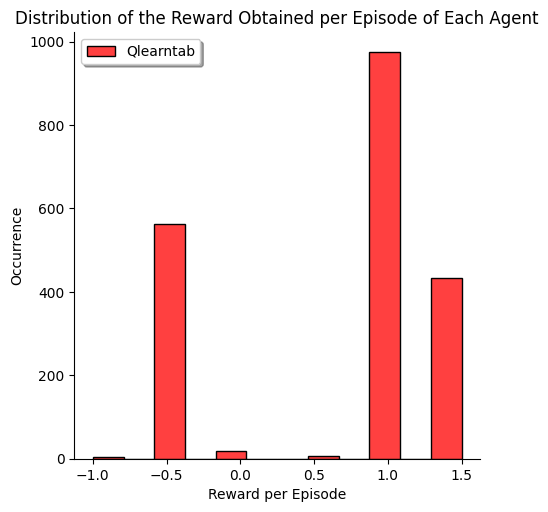 Distribution of the Reward Obtained per Episode of Each Agent
Qlearntab
1000
800
600
400
200
0
Occurrence
−1.0 −0.5 0.0 0.5 1.0 1.5
Reward per Episode